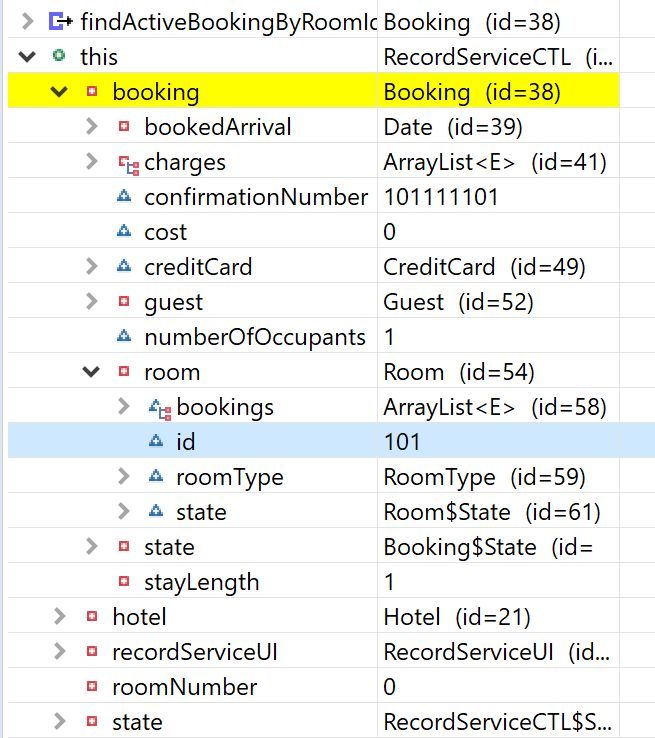 findActiveBookingByRoomId Booking (id=38)
this RecordServiceCTL (i...
booking Booking (id=38)
bookedArrival Date (id=39)
charges ArrayList<E> (id=41)
confirmationNumber 101111101
cost 0
creditCard CreditCard (id=49)
guest Guest (id=52)
numberOfOccupants 1
room Room (id=54)
bookings ArrayList<E> (id=58)
id 101
roomType RoomType (id=59)
state Room$State (id=61)
state Booking$State (id=
stayLength 1
hotel Hotel (id=21)
recordServiceUI RecordServiceUI (id...
roomNumber 0
state RecordServiceCTL$S...